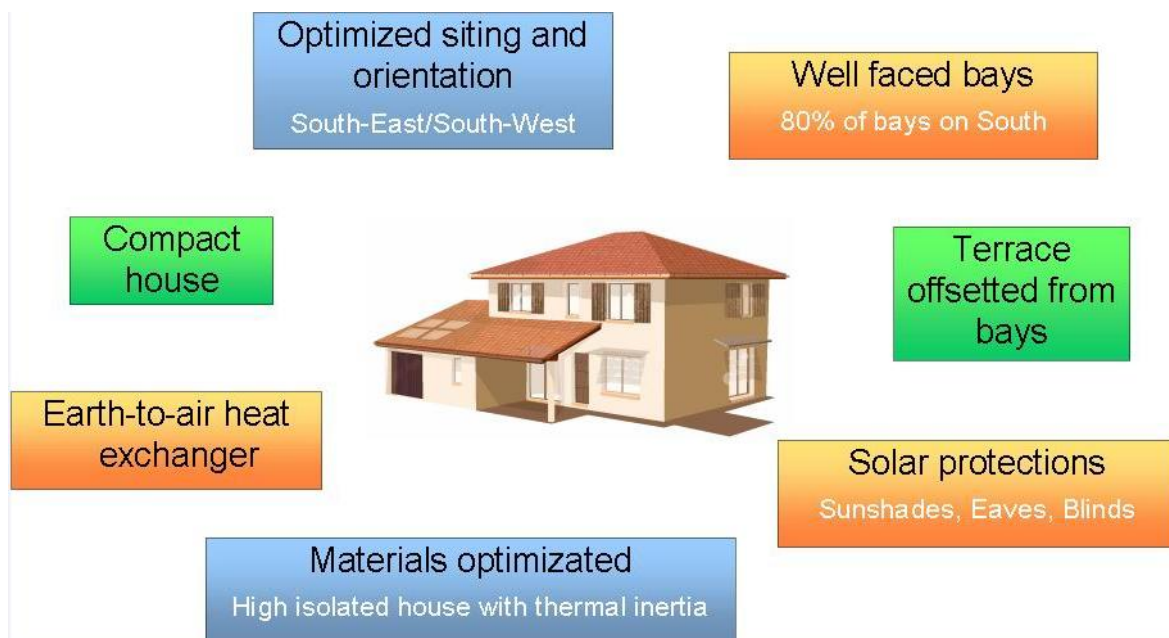 Optimized siting and
orientation
South-East/South-West
Well faced bays
80% of bays on South
Compact
house
Terrace
offsetted from
bays
Earth-to-air heat
exchanger
Solar protections
Sunshades, Eaves, Blinds
Materials optimizated
High isolated house with thermal inertia